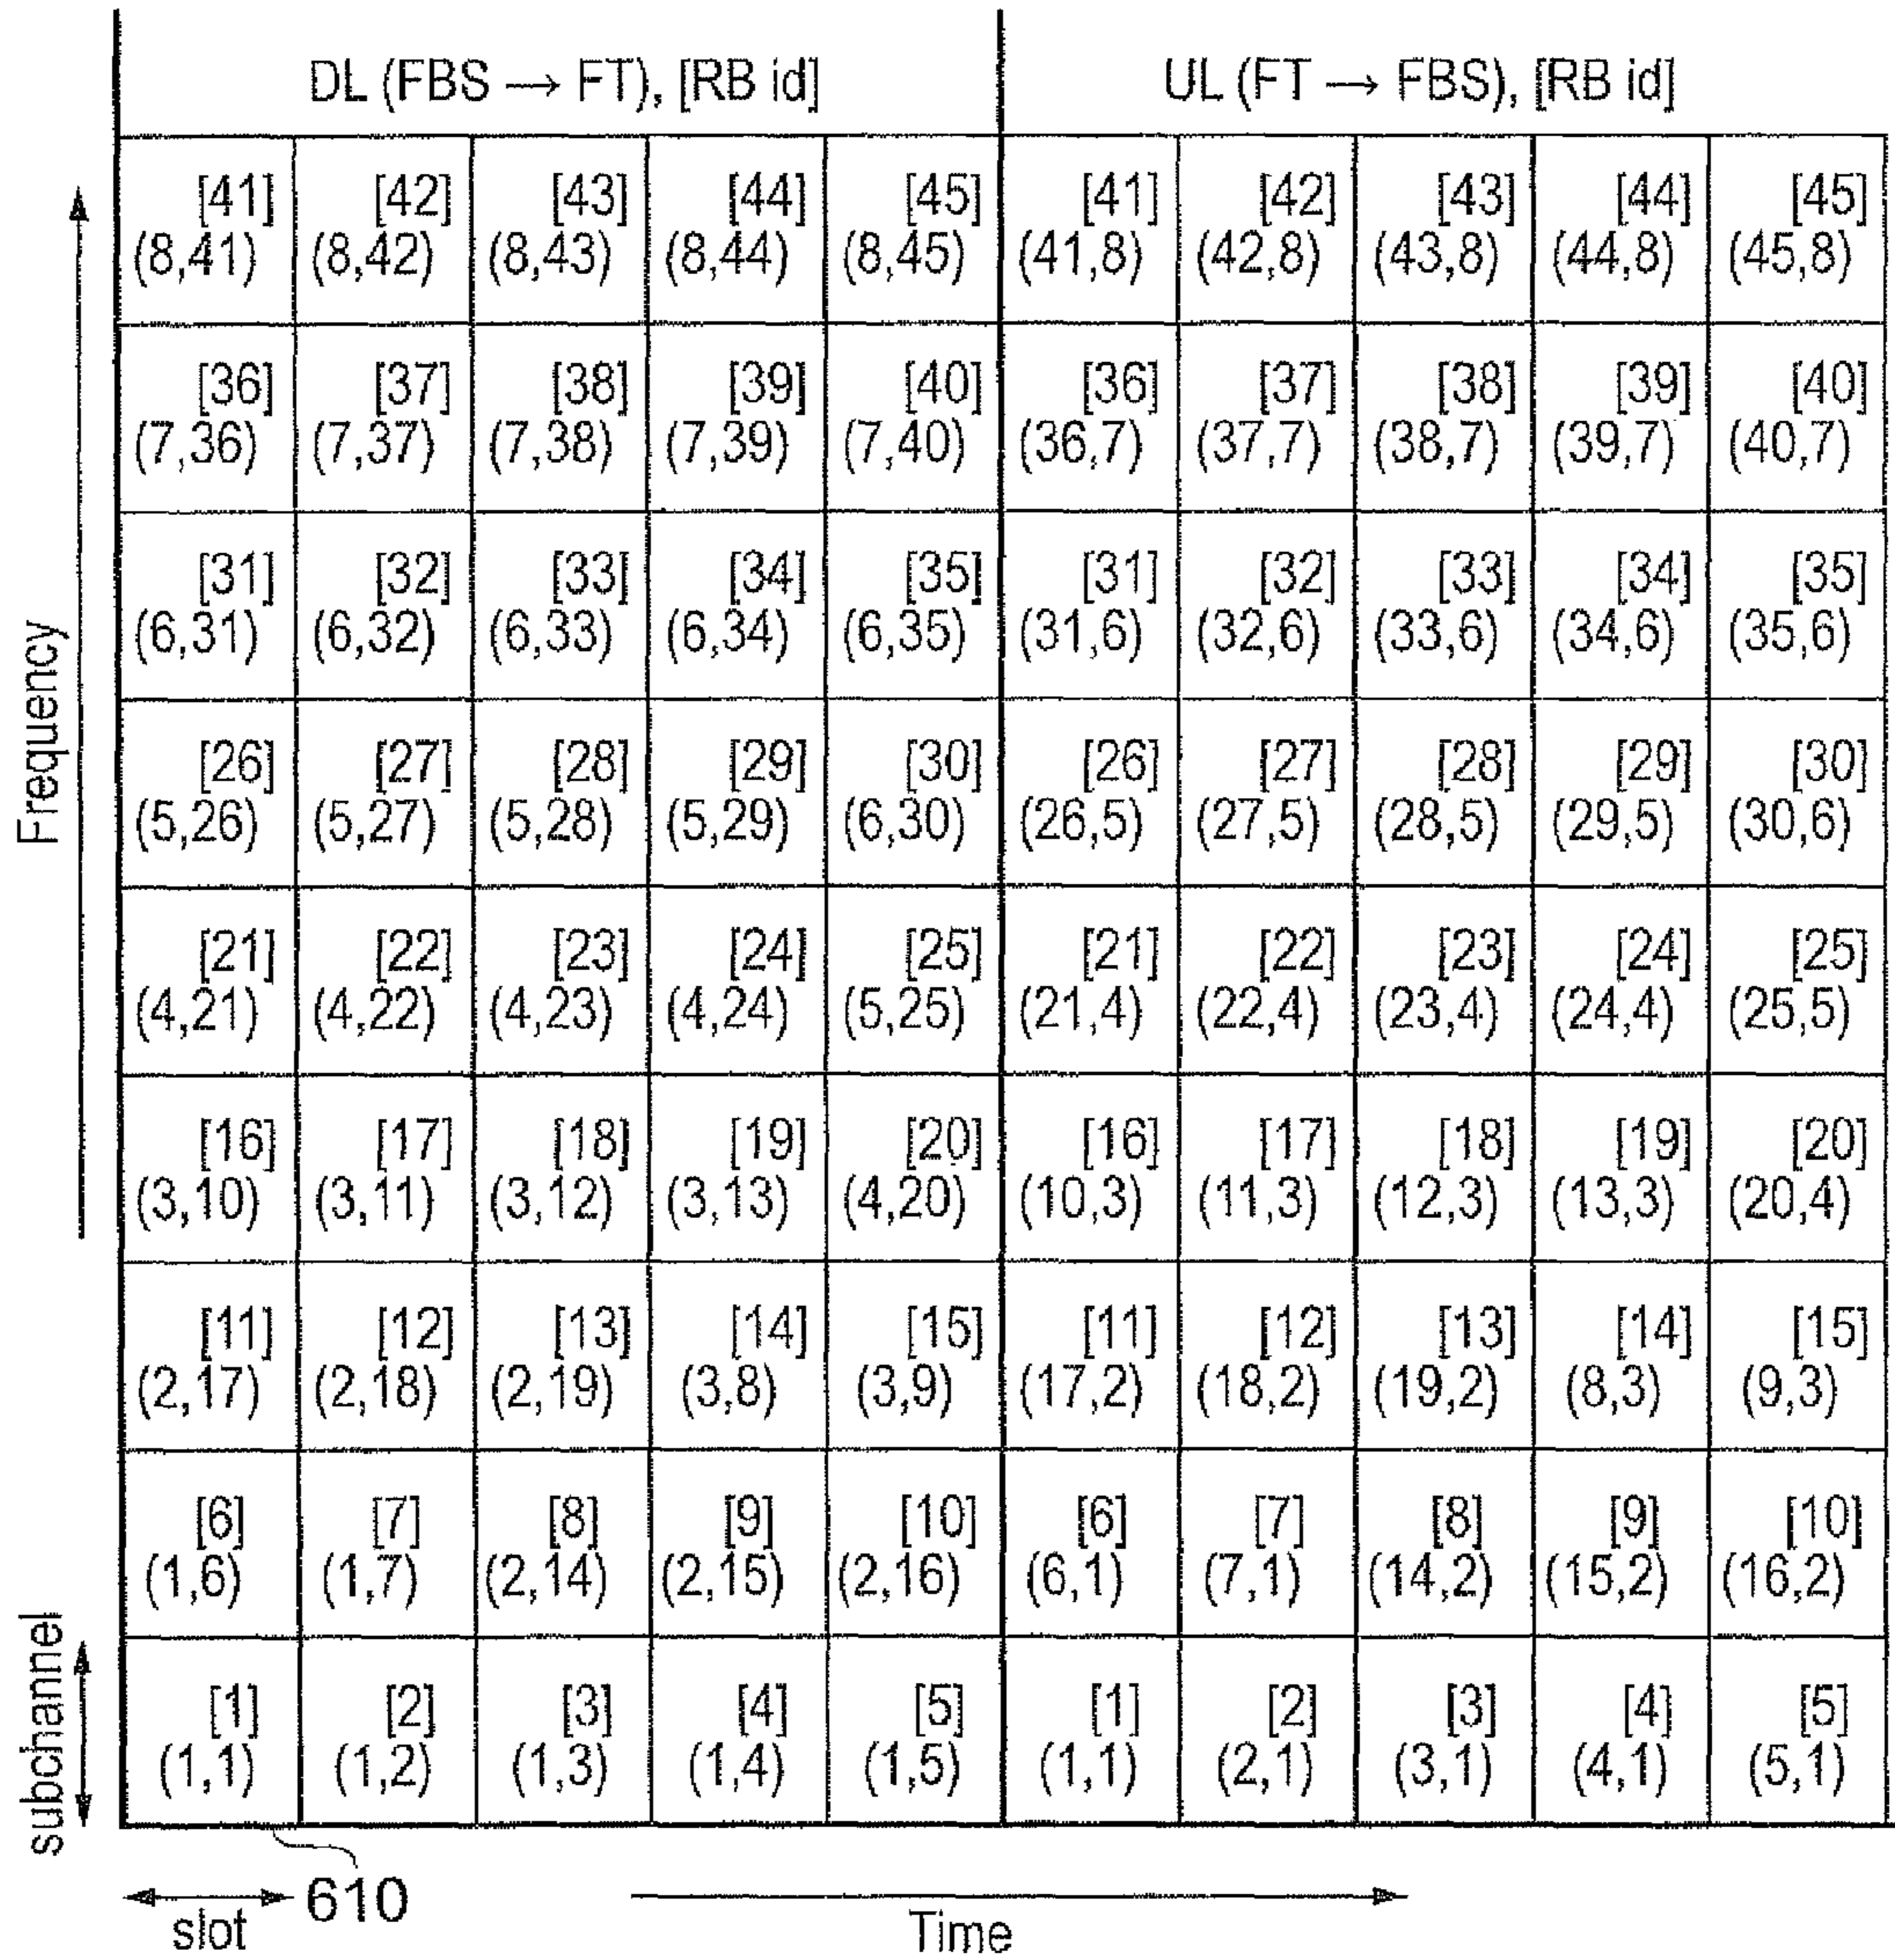 DL (FBS → FT), [RB id] UL (FT → FBS), [RB id]
[41] [42] [43] [44] [45] [41] [42] [43] [44] [45]
(8,41) (8,42) (8,43) (8,44) (8,45) (41,8) (42,8) (43,8) (44,8) (45,8)
[36] [37] [38] [39] [40] [36] [37] [38] [39] [40]
(7,36) (7,37) (7,38) (7,39) (7,40) (36,7) (37,7) (38,7) (39,7) (40,7)
[31] [32] [33] [34] [35] [31] [32] [33] [34] [35]
(6,31) (6,32) (6,33) (6,34) (6,35) (31,6) (32,6) (33,6) (34,6) (35,6)
[26] [27] [28] [29] [30] [26] [27] [28] [29] [30]
(5,26) (5,27) (5,28) (5,29) (6,30) (26,5) (27,5) (28,5) (29,5) (30,6)
[21] [22] [23] [24] [25] [21] [22] [23] [24] [25]
(4,21) (4,22) (4,23) (4,24) (5,25) (21,4) (22,4) (23,4) (24,4) (25,5)
[16] [17] [18] [19] [20] [16] [17] [18] [19] [20]
(3,10) (3,11) (3,12) (3,13) (4,20) (10,3) (11,3) (12,3) (13,3) (20,4)
[11] [12] [13] [14] [15] [11] [12] [13] [14] [15]
(2,17) (2,18) (2,19) (3,8) (3,9) (17,2) (18,2) (19,2) (8,3) (9,3)
[6] [7] [8] [9] [10] [6] [7] [8] [9] [10]
(1,6) (1,7) (2,14) (2,15) (2,16) (6,1) (7,1) (14,2) (15,2) (16,2)
[1] [2] [3] [4] [5] [1] [2] [3] [4] [5]
(1,1) (1,2) (1,3) (1,4) (1,5) (1,1) (2,1) (3,1) (4,1) (5,1)
Frequency
subchannel
slot
610
Time